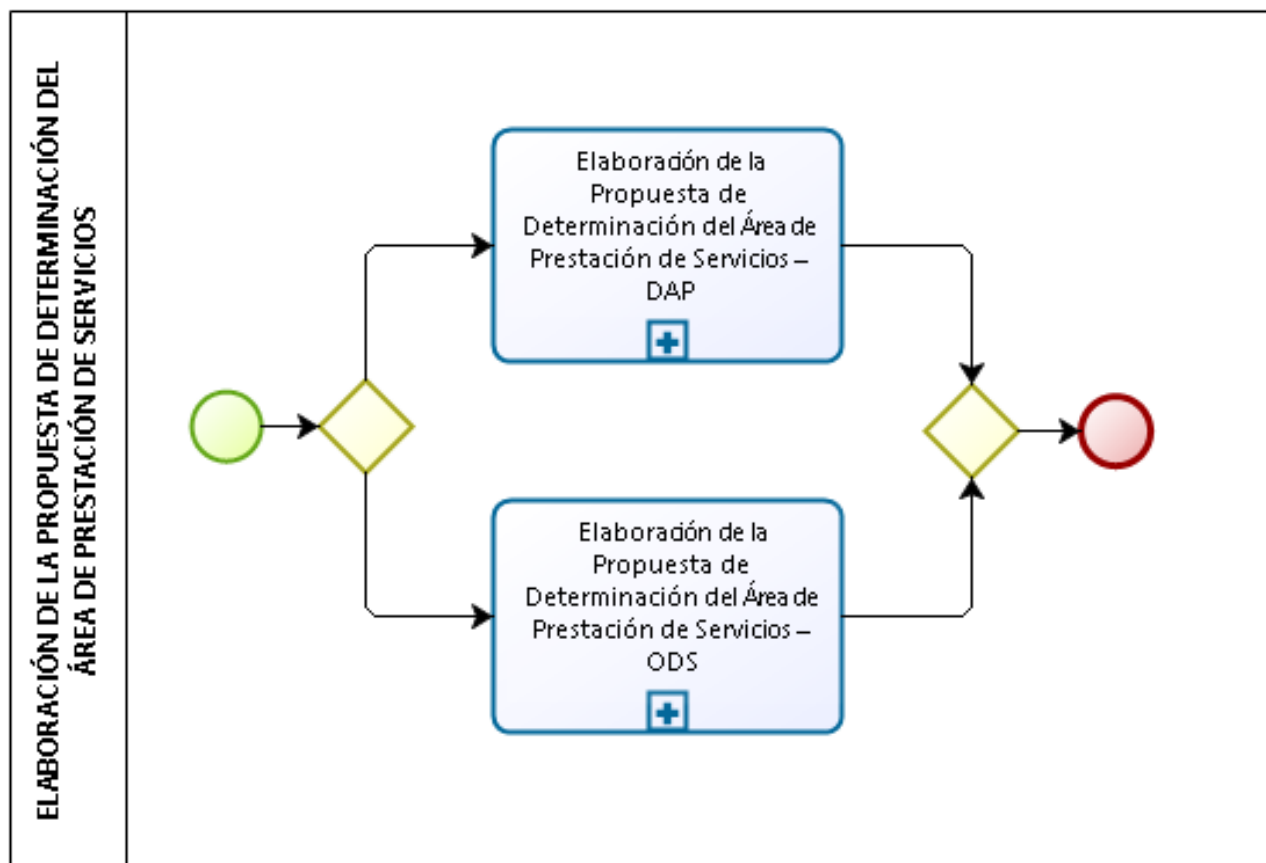 ELABORACIÓN DE LA PROPUESTA DE DETERMINACIÓN DEL
ÁREA DE PRESTACIÓN DE SERVICIOS
Elaboración de la
Propuesta de
Determinación del Área de
Prestación de Servicios –
DAP
Elaboración de la
Propuesta de
Determinación del Área de
Prestación de Servicios –
ODS